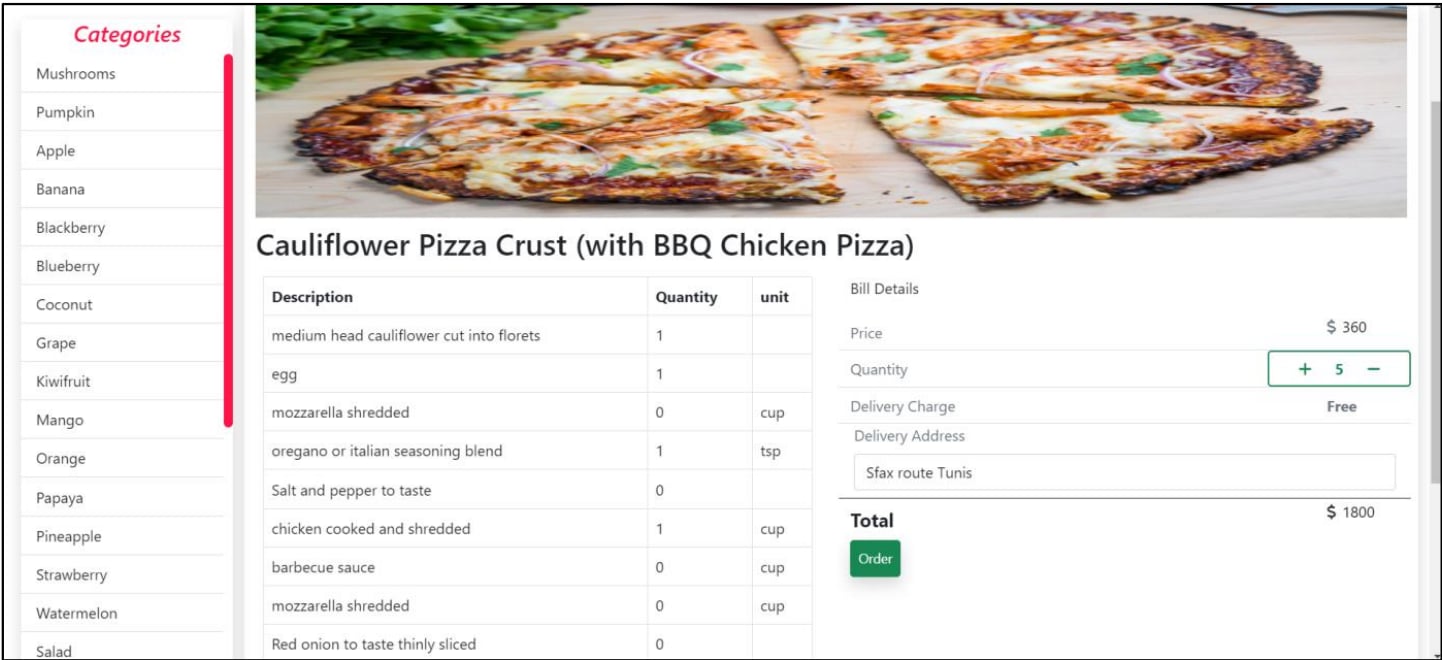 Categories
Mushrooms
Pumpkin
Apple
Banana
Blackberry
Blueberry
Coconut
Grape
Kiwifruit
Mango
Orange
Papaya
Pineapple
Strawberry
Watermelon
Salad
Cauliflower Pizza Crust (with BBQ Chicken Pizza)
Description Quantity unit
medium head cauliflower cut into florets 1
egg 1
mozzarella shredded 0 cup
oregano or italian seasoning blend 1 tsp
Salt and pepper to taste 0
chicken cooked and shredded 1 cup
barbecue sauce 0 cup
mozzarella shredded 0 cup
Red onion to taste thinly sliced 0
Bill Details
Price $ 360
Quantity + 5 −
Delivery Charge Free
Delivery Address
Sfax route Tunis
Total $ 1800
Order